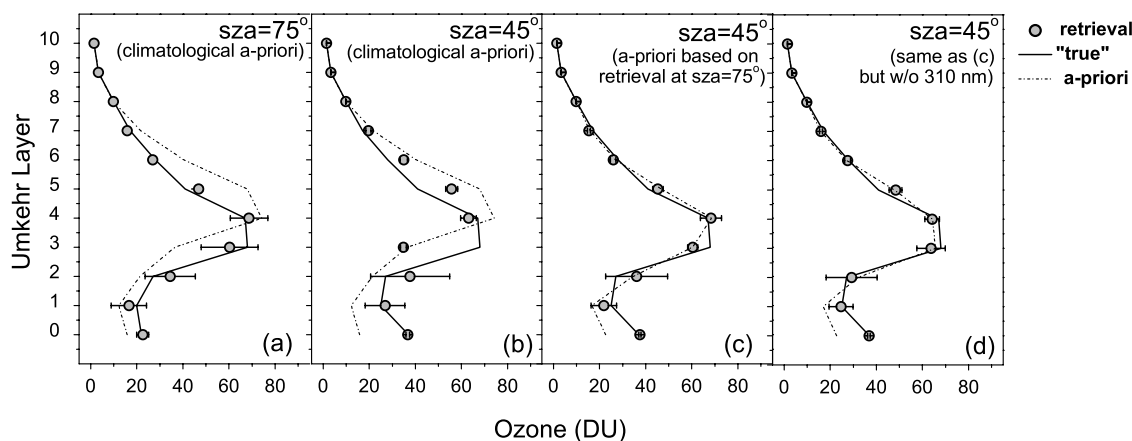 sza=75°
(climatological a-priori)
sza=45°
(climatological a-priori)
sza=45°
(a-priori based on
retrieval at sza=75°)
sza=45°
(same as (c)
but w/o 310 nm)
retrieval
"true"
a-priori
Umkehr Layer
10
9
8
7
6
5
4
3
2
1
0
(a)
(b)
(c)
(d)
0 20 40 60 80
0 20 40 60 80
0 20 40 60 80
0 20 40 60 80
Ozone (DU)